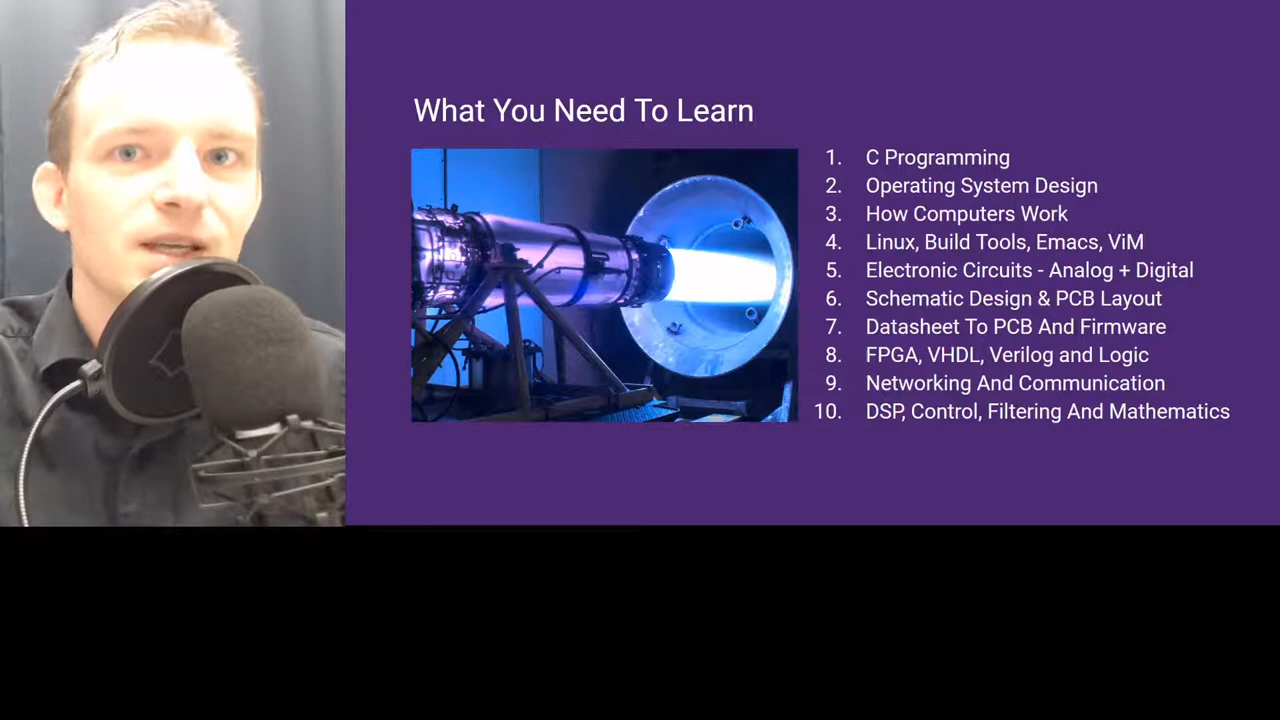 What You Need To Learn
1. C Programming
2. Operating System Design
3. How Computers Work
4. Linux, Build Tools, Emacs, ViM
5. Electronic Circuits - Analog + Digital
6. Schematic Design & PCB Layout
7. Datasheet To PCB And Firmware
8. FPGA, VHDL, Verilog and Logic
9. Networking And Communication
10. DSP, Control, Filtering And Mathematics